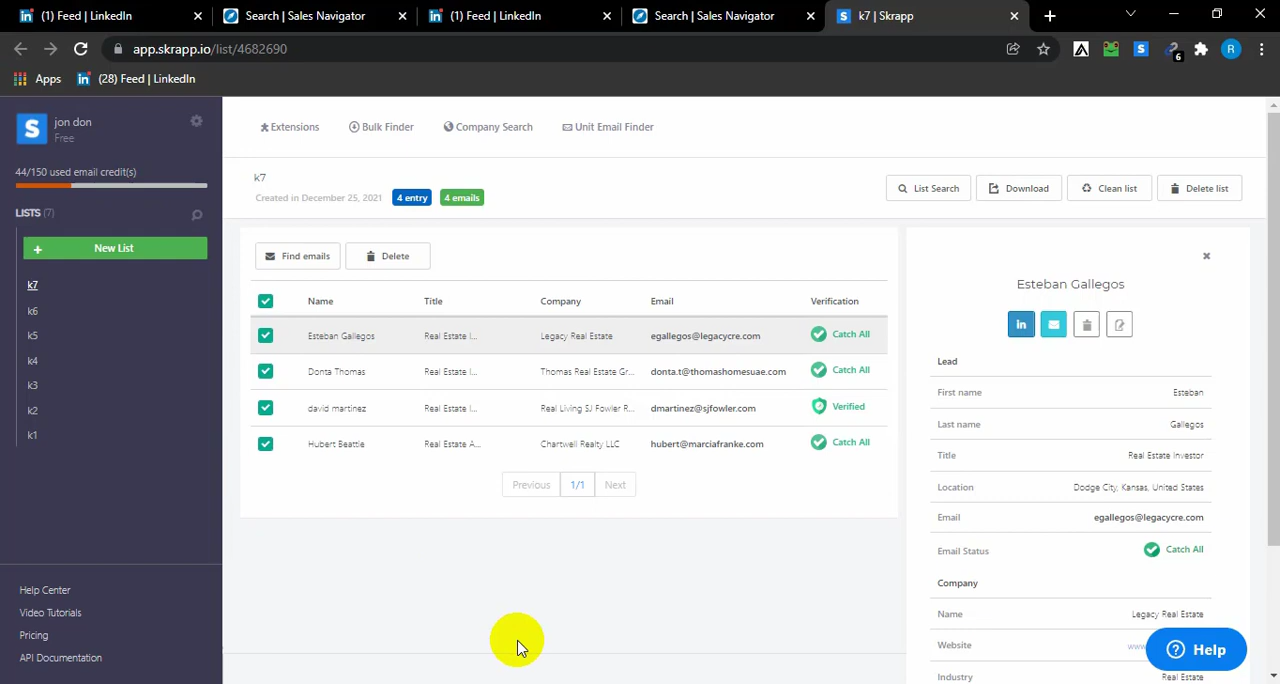 (1) Feed | LinkedIn
Search | Sales Navigator
(1) Feed | LinkedIn
Search | Sales Navigator
k7 | Skrapp
app.skrapp.io/list/4682690
6
R
Apps
(28) Feed | LinkedIn
S
jon don
Free
44/150 used email credit(s)
LISTS (7)
+ New List
k7
k6
k5
k4
k3
k2
k1
Help Center
Video Tutorials
Pricing
API Documentation
Extensions
Bulk Finder
Company Search
Unit Email Finder
k7
Created in December 25, 2021 4 entry 4 emails
List Search
Download
Clean list
Delete list
Find emails
Delete
Name Title Company Email Verification
Esteban Gallegos Real Estate I... Legacy Real Estate egallegos@legacycre.com Catch All
Donta Thomas Real Estate I... Thomas Real Estate Gr... donta.t@thomashomesuae.com Catch All
david martinez Real Estate I... Real Living SJ Fowler R... dmartinez@sjfowler.com Verified
Hubert Beattie Real Estate A... Chartwell Realty LLC hubert@marciafranke.com Catch All
Previous 1/1 Next
Esteban Gallegos
in
Lead
First name Esteban
Last name Gallegos
Title Real Estate Investor
Location Dodge City, Kansas, United States
Email egallegos@legacycre.com
Email Status Catch All
Company
Name Legacy Real Estate
Website www.
Industry Real Estate
Help